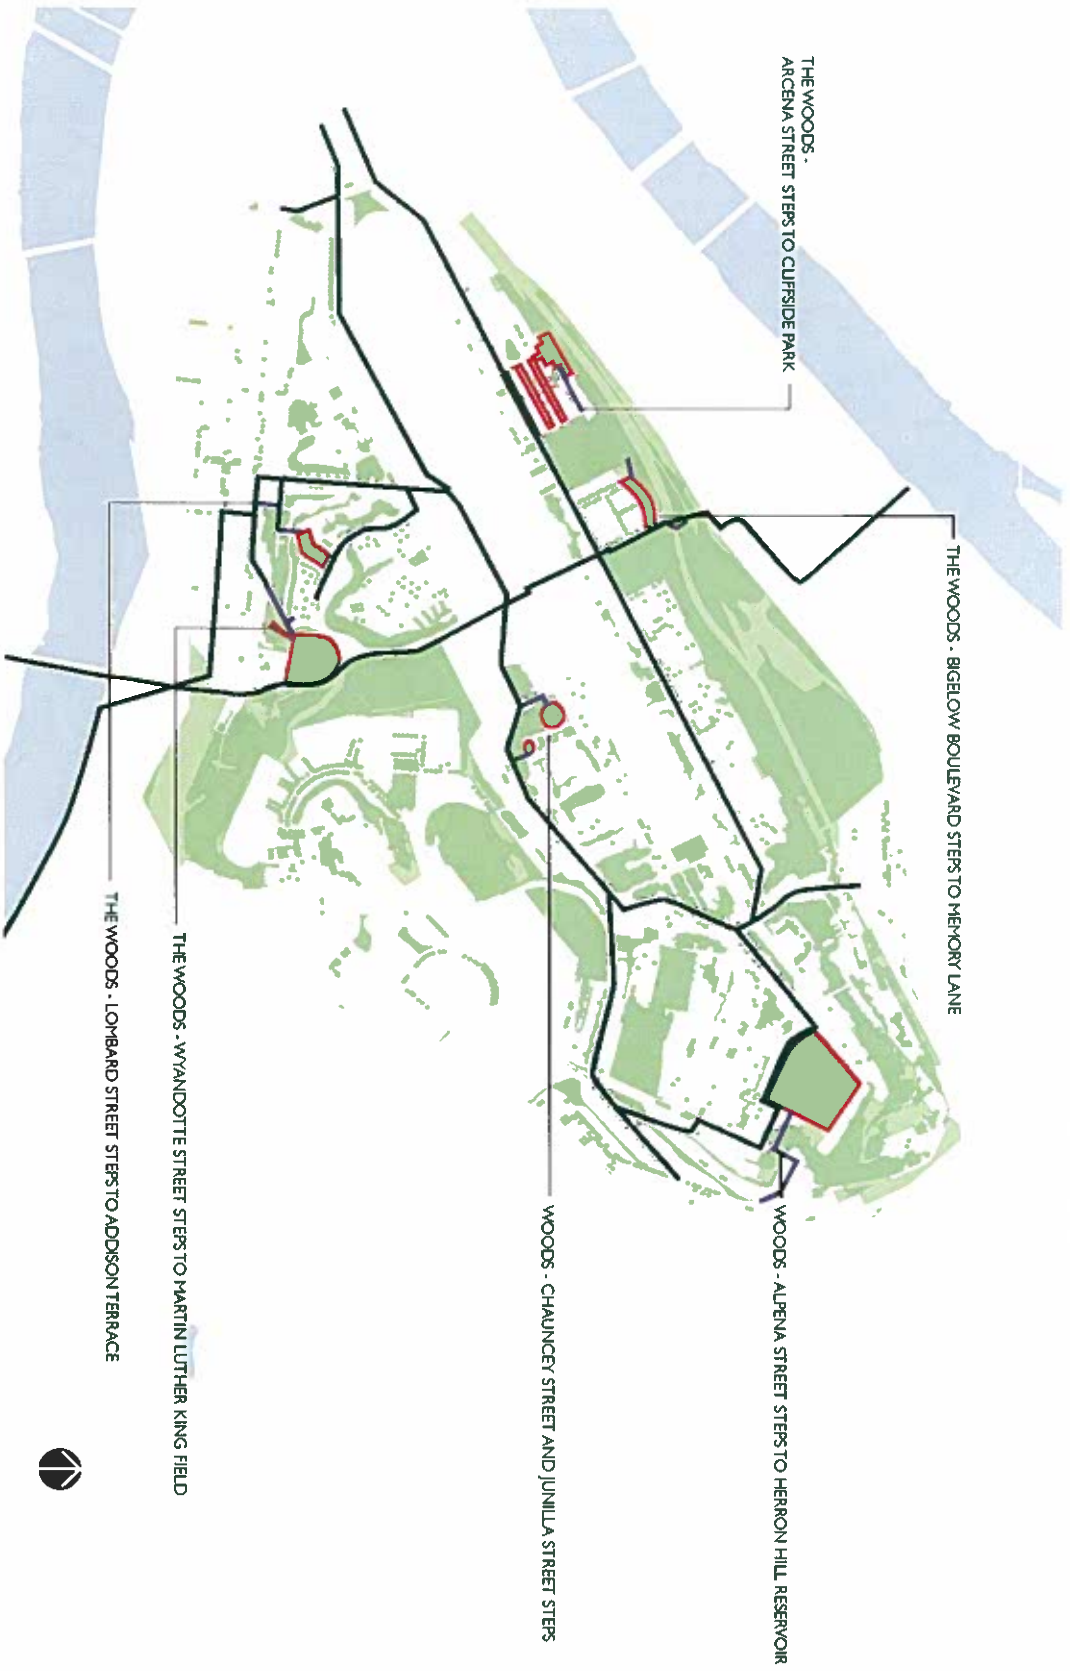 THE WOODS -
ARCENA STREET STEPS TO CLIFFSIDE PARK
THE WOODS - BIGELOW BOULEVARD STEPS TO MEMORY LANE
WOODS - ALPENA STREET STEPS TO HERRON HILL RESERVOIR
WOODS - CHAUNCEY STREET AND JUNILLA STREET STEPS
THE WOODS - WYANDOTTE STREET STEPS TO MARTIN LUTHER KING FIELD
THE WOODS - LOMBARD STREET STEPS TO ADDISON TERRACE